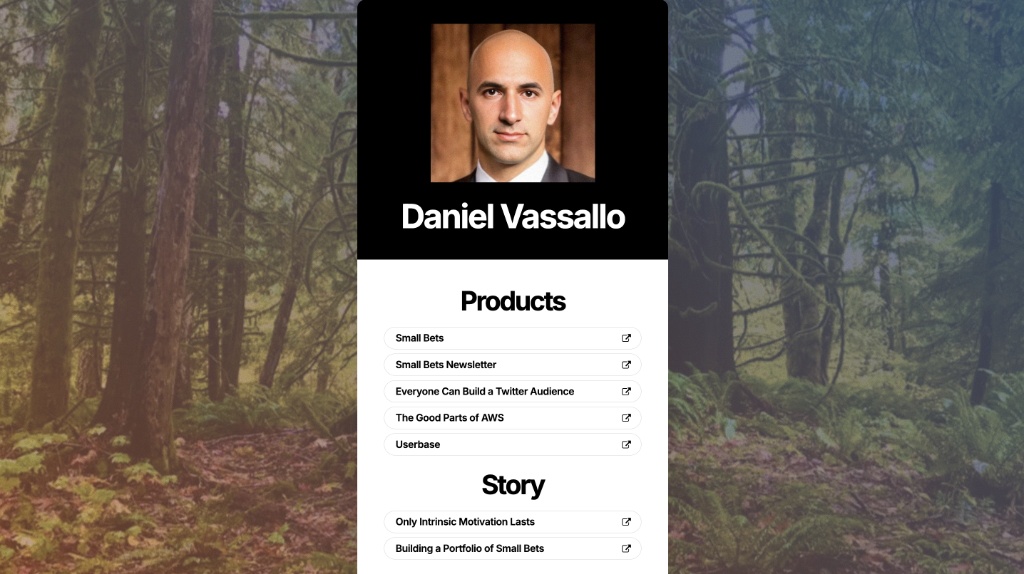 Daniel Vassallo
Products
Small Bets
Small Bets Newsletter
Everyone Can Build a Twitter Audience
The Good Parts of AWS
Userbase
Story
Only Intrinsic Motivation Lasts
Building a Portfolio of Small Bets